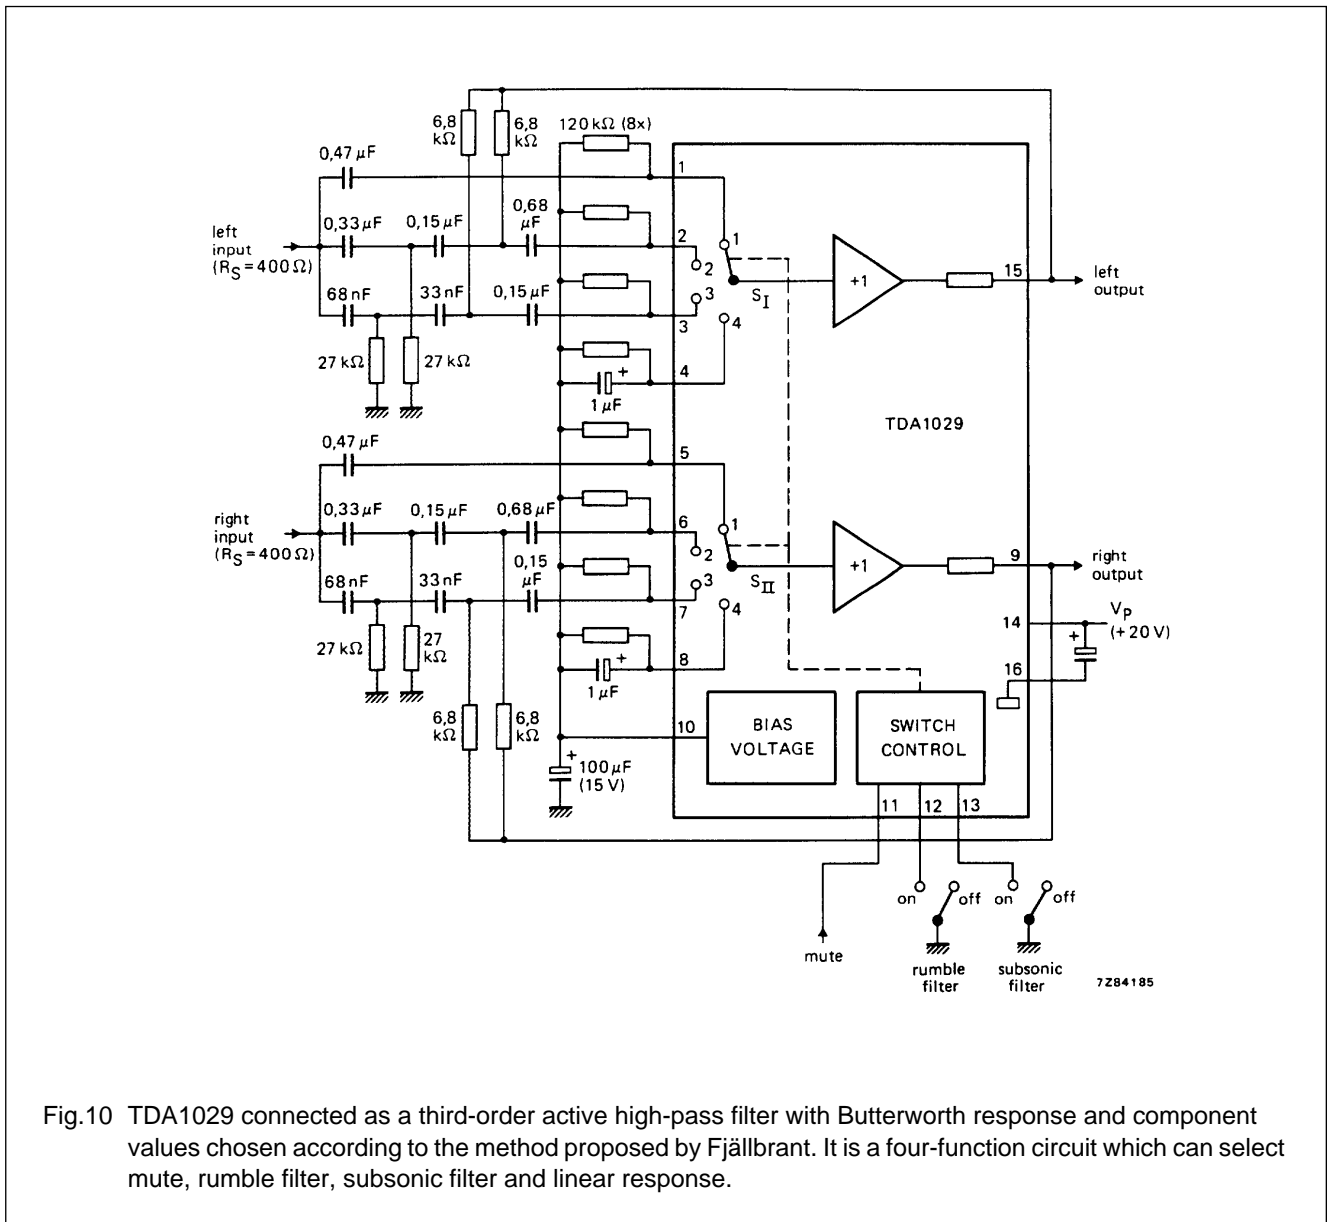 6,8 kΩ
6,8 kΩ
120 kΩ (8x)
0,47 µF
1
left input (RS = 400 Ω)
0,33 µF
0,15 µF
0,68 µF
2
1
2
3
4
SI
+1
15
left output
68 nF
33 nF
0,15 µF
3
27 kΩ
27 kΩ
4
+
1 µF
TDA1029
0,47 µF
5
right input (RS = 400 Ω)
0,33 µF
0,15 µF
0,68 µF
6
1
2
3
4
SII
+1
9
right output
68 nF
33 nF
0,15 µF
7
27 kΩ
27 kΩ
8
+
1 µF
14
VP (+ 20 V)
+
16
6,8 kΩ
6,8 kΩ
10
BIAS VOLTAGE
SWITCH CONTROL
+
100 µF (15 V)
11
12
13
on
off
on
off
mute
rumble filter
subsonic filter
7Z84185
Fig.10 TDA1029 connected as a third-order active high-pass filter with Butterworth response and component
values chosen according to the method proposed by Fjällbrant. It is a four-function circuit which can select
mute, rumble filter, subsonic filter and linear response.